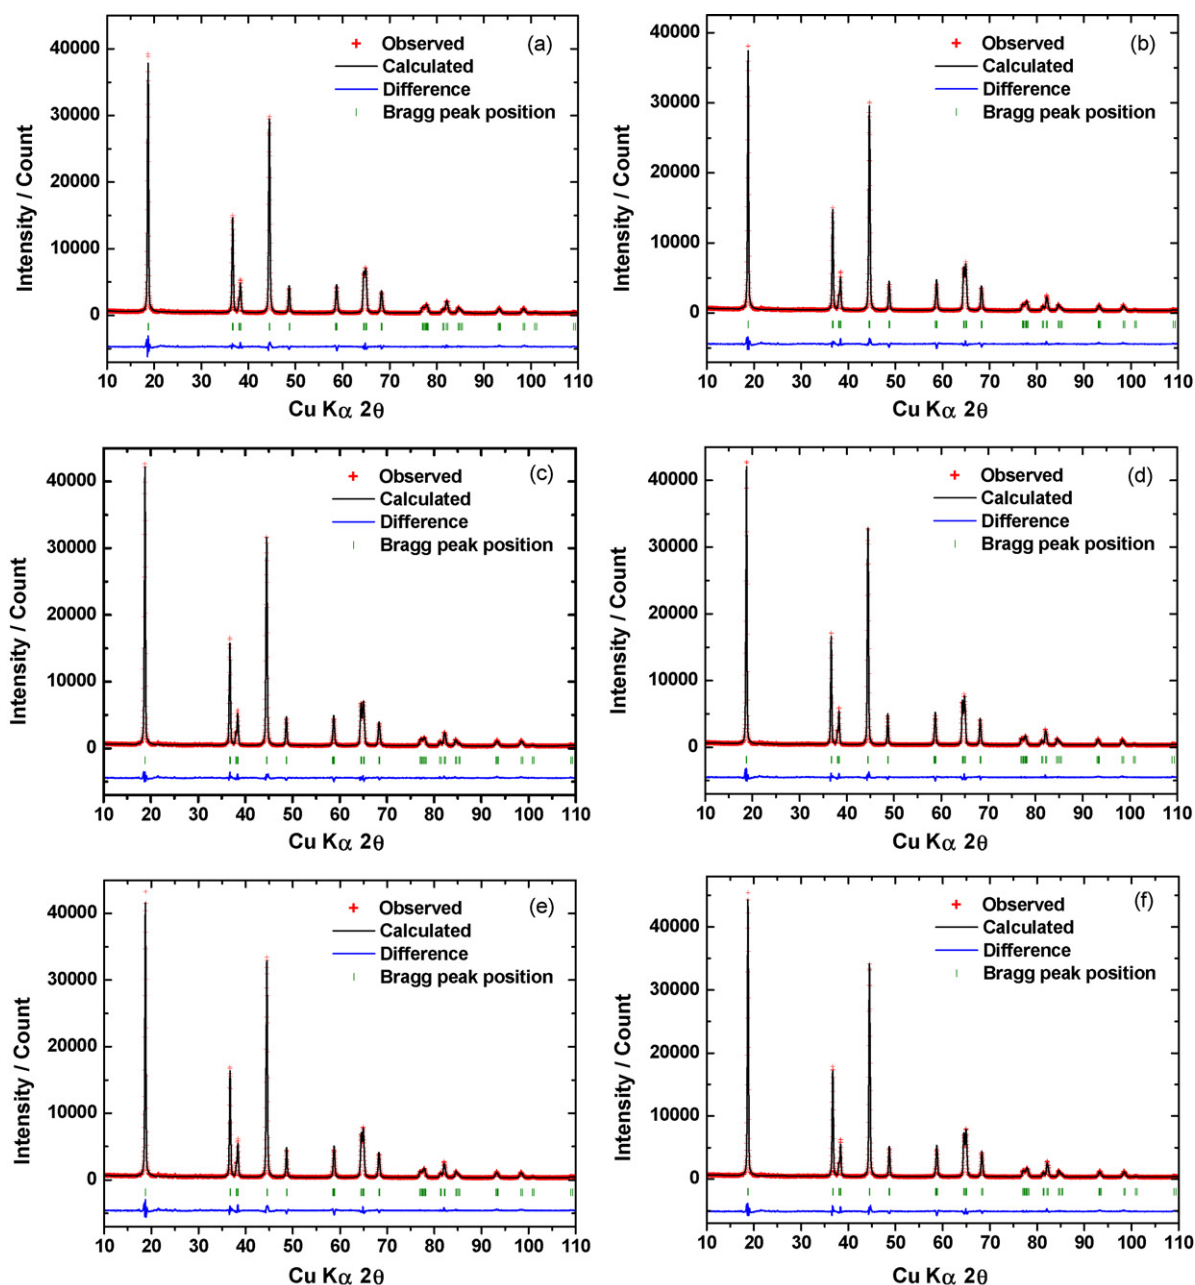 (a)
Observed
Calculated
Difference
Bragg peak position
Intensity / Count
40000
30000
20000
10000
0
10 20 30 40 50 60 70 80 90 100 110
Cu Kα 2θ
(b)
Observed
Calculated
Difference
Bragg peak position
Intensity / Count
40000
30000
20000
10000
0
10 20 30 40 50 60 70 80 90 100 110
Cu Kα 2θ
(c)
Observed
Calculated
Difference
Bragg peak position
Intensity / Count
40000
30000
20000
10000
0
10 20 30 40 50 60 70 80 90 100 110
Cu Kα 2θ
(d)
Observed
Calculated
Difference
Bragg peak position
Intensity / Count
40000
30000
20000
10000
0
10 20 30 40 50 60 70 80 90 100 110
Cu Kα 2θ
(e)
Observed
Calculated
Difference
Bragg peak position
Intensity / Count
40000
30000
20000
10000
0
10 20 30 40 50 60 70 80 90 100 110
Cu Kα 2θ
(f)
Observed
Calculated
Difference
Bragg peak position
Intensity / Count
40000
30000
20000
10000
0
10 20 30 40 50 60 70 80 90 100 110
Cu Kα 2θ